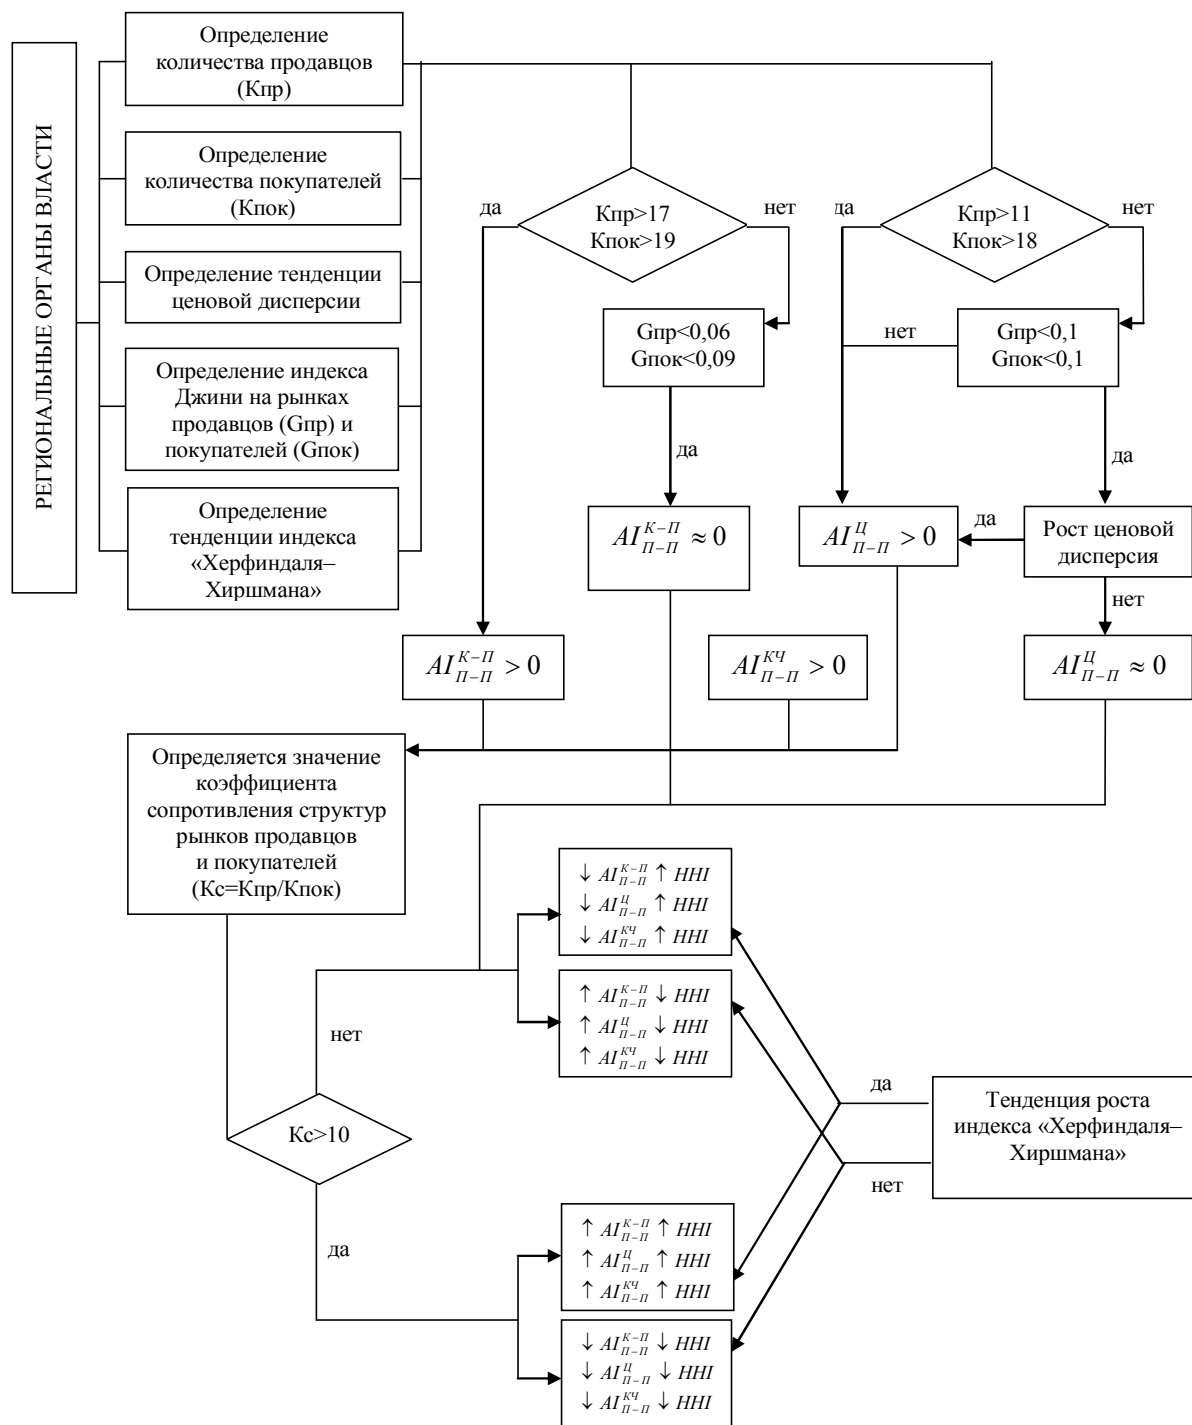 РЕГИОНАЛЬНЫЕ ОРГАНЫ ВЛАСТИ
Определение
количества продавцов
(Кпр)
Определение
количества покупателей
(Кпок)
Определение тенденции
ценовой дисперсии
Определение индекса
Джини на рынках
продавцов (Gпр) и
покупателей (Gпок)
Определение
тенденции индекса
«Херфиндаля–
Хиршмана»
да
Кпр>17
Кпок>19
нет
да
Кпр>11
Кпок>18
нет
Gпр<0,06
Gпок<0,09
нет
Gпр<0,1
Gпок<0,1
да
да
AI^{К–П}_{П–П} ≈ 0
AI^{Ц}_{П–П} > 0
да
Рост ценовой
дисперсия
нет
AI^{К–П}_{П–П} > 0
AI^{КЧ}_{П–П} > 0
AI^{Ц}_{П–П} ≈ 0
Определяется значение
коэффициента
сопротивления структур
рынков продавцов
и покупателей
(Кс=Кпр/Кпок)
↓ AI^{К–П}_{П–П} ↑ HHI
↓ AI^{Ц}_{П–П} ↑ HHI
↓ AI^{КЧ}_{П–П} ↑ HHI
↑ AI^{К–П}_{П–П} ↓ HHI
↑ AI^{Ц}_{П–П} ↓ HHI
↑ AI^{КЧ}_{П–П} ↓ HHI
нет
Кс>10
да
да
Тенденция роста
индекса «Херфиндаля–
Хиршмана»
нет
↑ AI^{К–П}_{П–П} ↑ HHI
↑ AI^{Ц}_{П–П} ↑ HHI
↑ AI^{КЧ}_{П–П} ↑ HHI
↓ AI^{К–П}_{П–П} ↓ HHI
↓ AI^{Ц}_{П–П} ↓ HHI
↓ AI^{КЧ}_{П–П} ↓ HHI